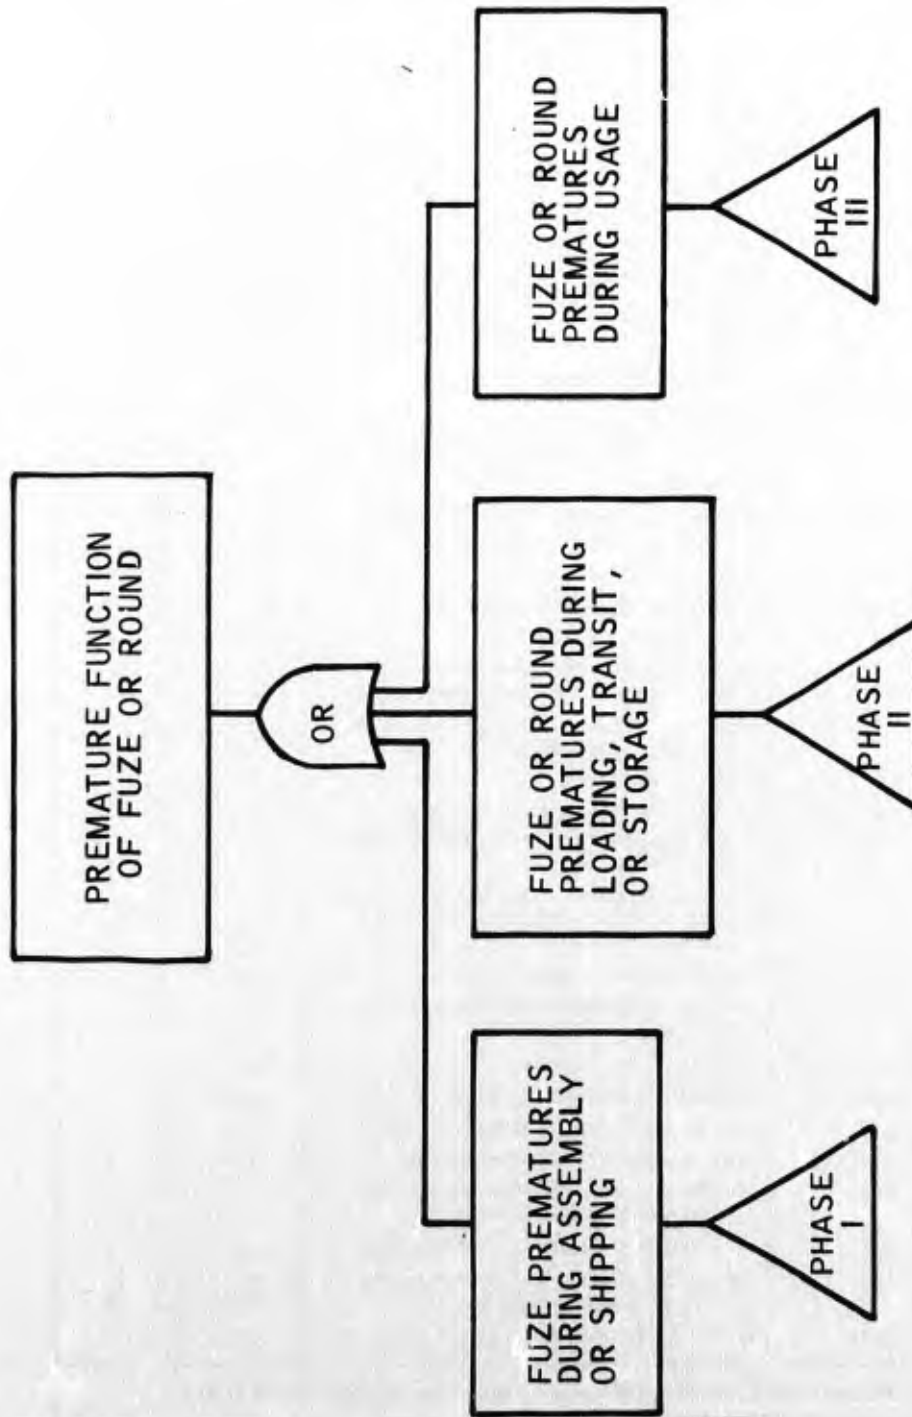 PREMATURE FUNCTION
OF FUZE OR ROUND
OR
FUZE PREMATURES
DURING ASSEMBLY
OR SHIPPING
FUZE OR ROUND
PREMATURES DURING
LOADING, TRANSIT,
OR STORAGE
FUZE OR ROUND
PREMATURES
DURING USAGE
PHASE
I
PHASE
II
PHASE
III